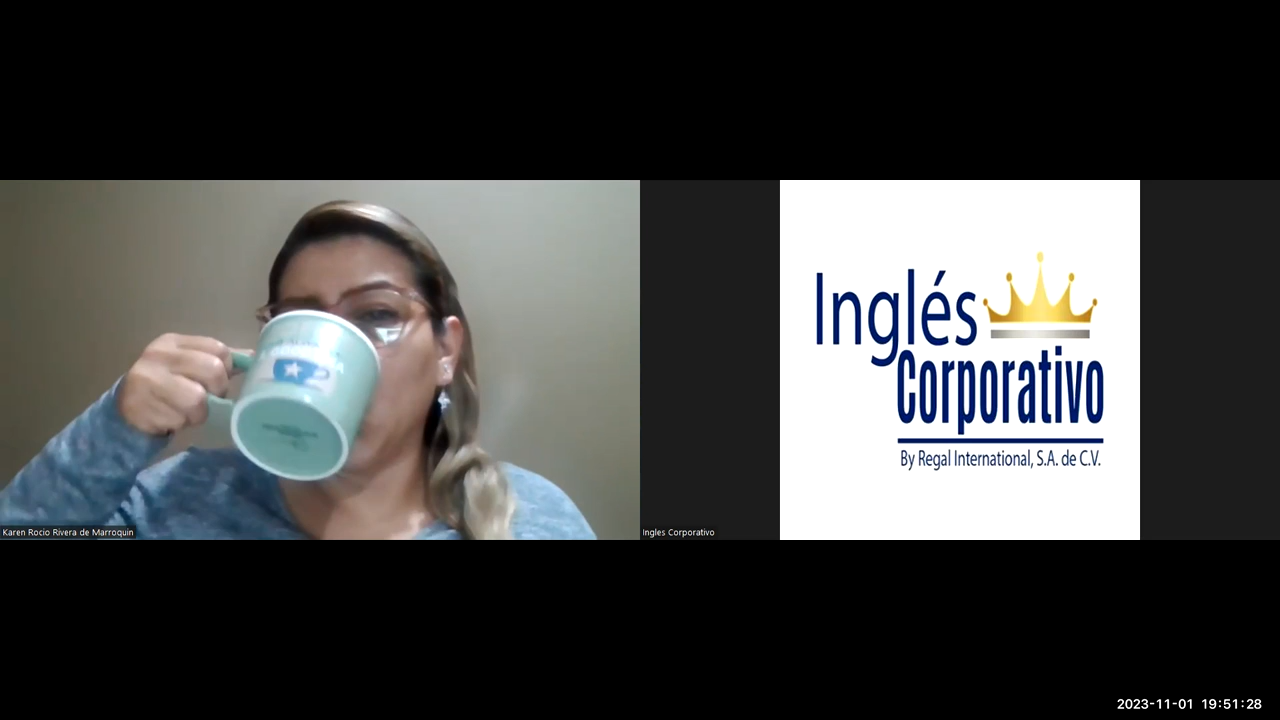 Inglés
Corporativo
By Regal International, S.A. de C.V.
Karen Rocio Rivera de Marroquin
Ingles Corporativo
2023-11-01 19:51:28